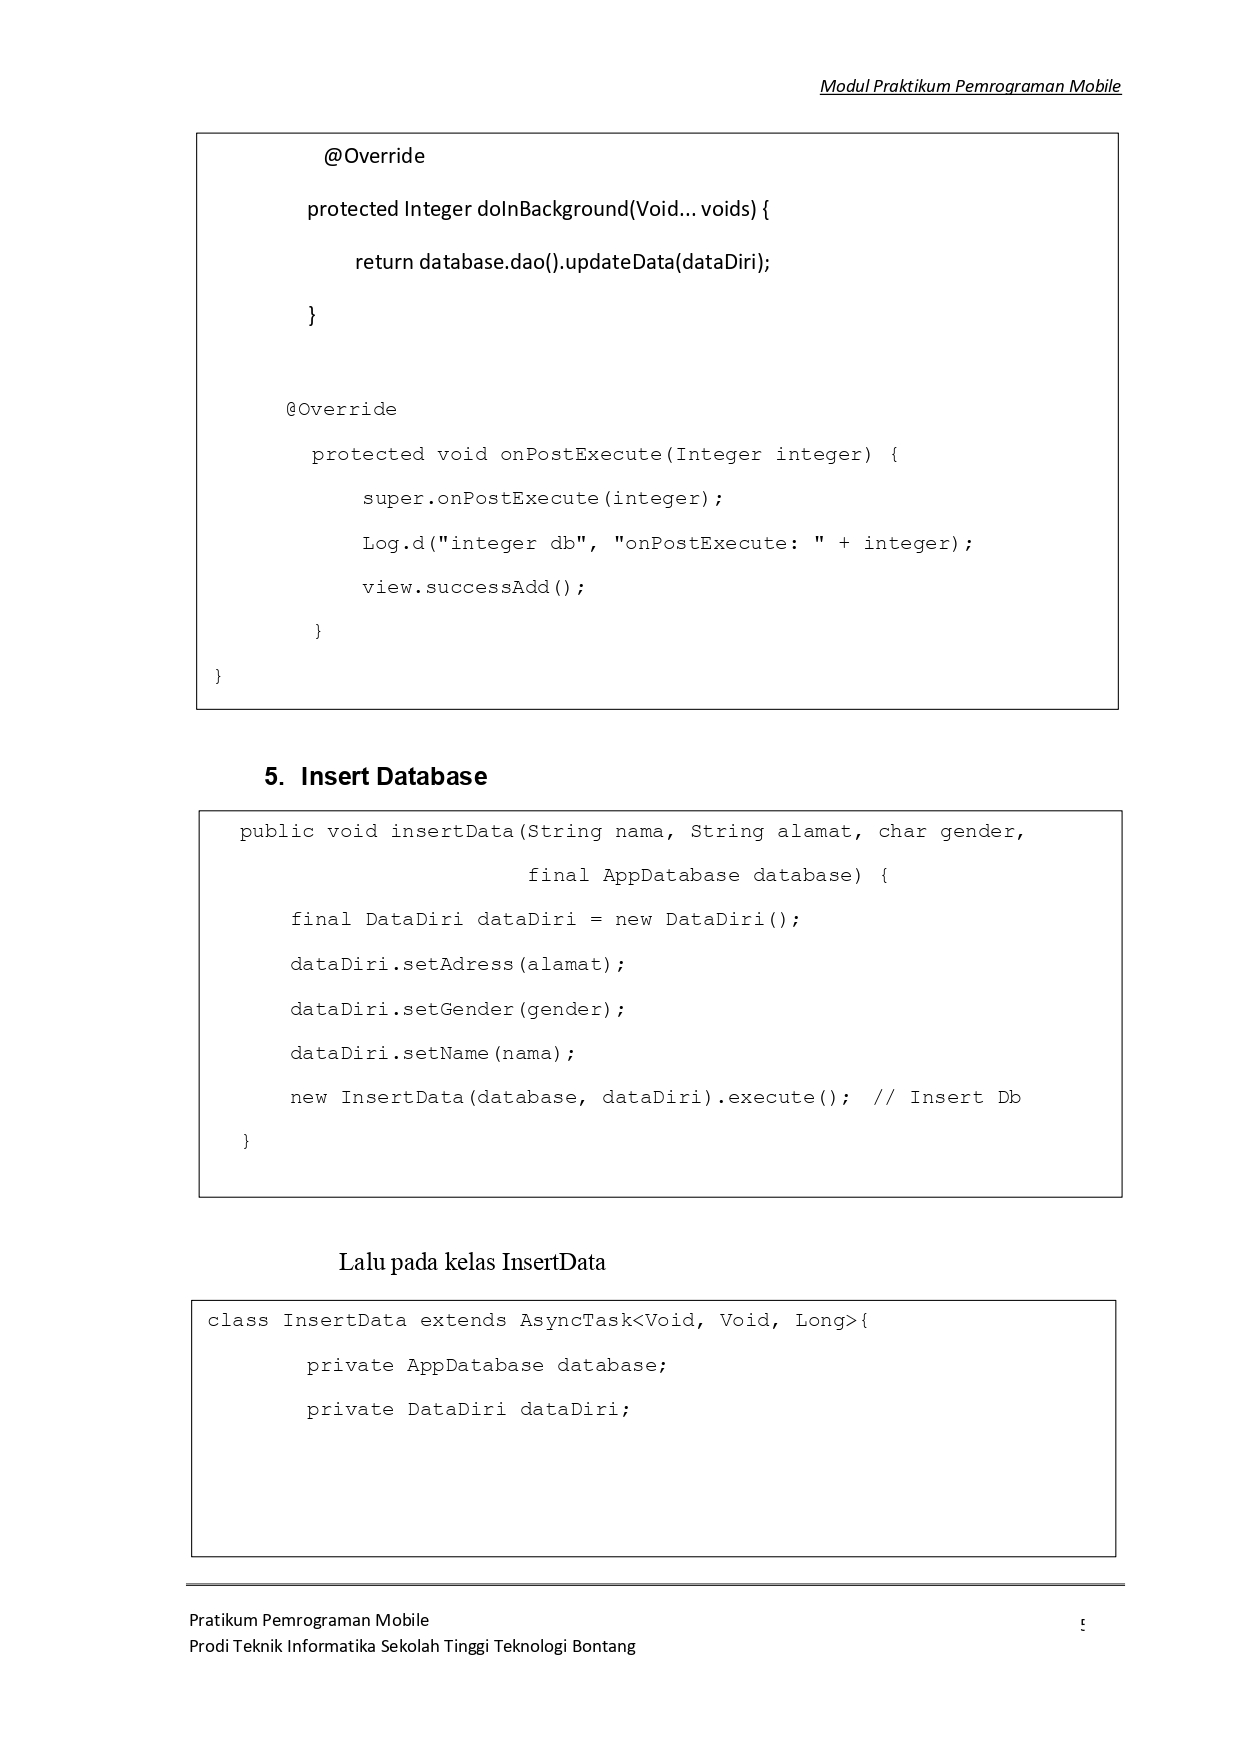 Modul Praktikum Pemrograman Mobile
@Override
protected Integer doInBackground(Void... voids) {
return database.dao().updateData(dataDiri);
}
@Override
protected void onPostExecute(Integer integer) {
super.onPostExecute(integer);
Log.d("integer db", "onPostExecute: " + integer);
view.successAdd();
}
}
5. Insert Database
public void insertData(String nama, String alamat, char gender,
final AppDatabase database) {
final DataDiri dataDiri = new DataDiri();
dataDiri.setAdress(alamat);
dataDiri.setGender(gender);
dataDiri.setName(nama);
new InsertData(database, dataDiri).execute(); // Insert Db
}
Lalu pada kelas InsertData
class InsertData extends AsyncTask<Void, Void, Long>{
private AppDatabase database;
private DataDiri dataDiri;
Pratikum Pemrograman Mobile
Prodi Teknik Informatika Sekolah Tinggi Teknologi Bontang